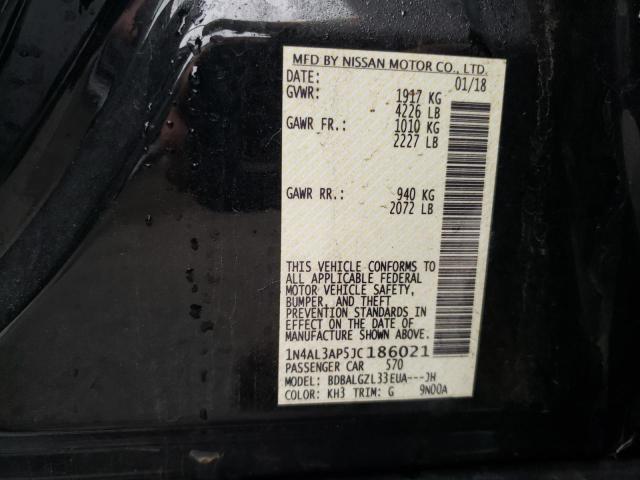 MFD BY NISSAN MOTOR CO., LTD.
DATE: 01/18
GVWR: 1917 KG
4226 LB
GAWR FR.: 1010 KG
2227 LB
GAWR RR.: 940 KG
2072 LB
THIS VEHICLE CONFORMS TO
ALL APPLICABLE FEDERAL
MOTOR VEHICLE SAFETY,
BUMPER, AND THEFT
PREVENTION STANDARDS IN
EFFECT ON THE DATE OF
MANUFACTURE SHOWN ABOVE.
1N4AL3AP5JC186021
PASSENGER CAR 570
MODEL: BDBALGZL33EUA---JH
COLOR: KH3 TRIM: G 9N00A